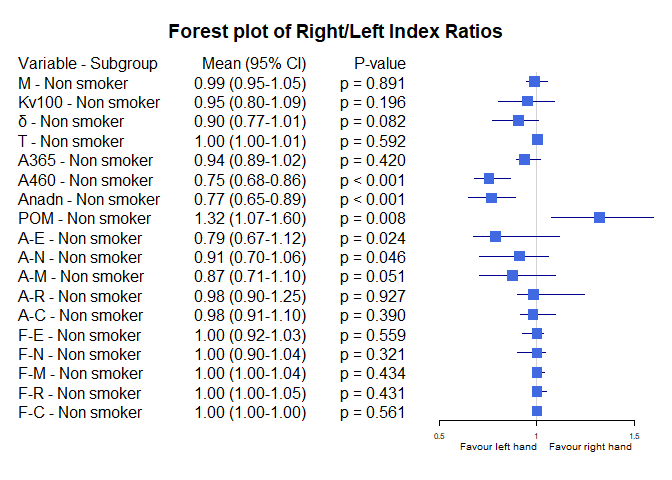 Forest plot of Right/Left Index Ratios
Variable - Subgroup Mean (95% CI) P-value
M - Non smoker 0.99 (0.95-1.05) p = 0.891
Kv100 - Non smoker 0.95 (0.80-1.09) p = 0.196
δ - Non smoker 0.90 (0.77-1.01) p = 0.082
T - Non smoker 1.00 (1.00-1.01) p = 0.592
A365 - Non smoker 0.94 (0.89-1.02) p = 0.420
A460 - Non smoker 0.75 (0.68-0.86) p < 0.001
Anadn - Non smoker 0.77 (0.65-0.89) p < 0.001
POM - Non smoker 1.32 (1.07-1.60) p = 0.008
A-E - Non smoker 0.79 (0.67-1.12) p = 0.024
A-N - Non smoker 0.91 (0.70-1.06) p = 0.046
A-M - Non smoker 0.87 (0.71-1.10) p = 0.051
A-R - Non smoker 0.98 (0.90-1.25) p = 0.927
A-C - Non smoker 0.98 (0.91-1.10) p = 0.390
F-E - Non smoker 1.00 (0.92-1.03) p = 0.559
F-N - Non smoker 1.00 (0.90-1.04) p = 0.321
F-M - Non smoker 1.00 (1.00-1.04) p = 0.434
F-R - Non smoker 1.00 (1.00-1.05) p = 0.431
F-C - Non smoker 1.00 (1.00-1.00) p = 0.561
0.5 1 1.5
Favour left hand Favour right hand